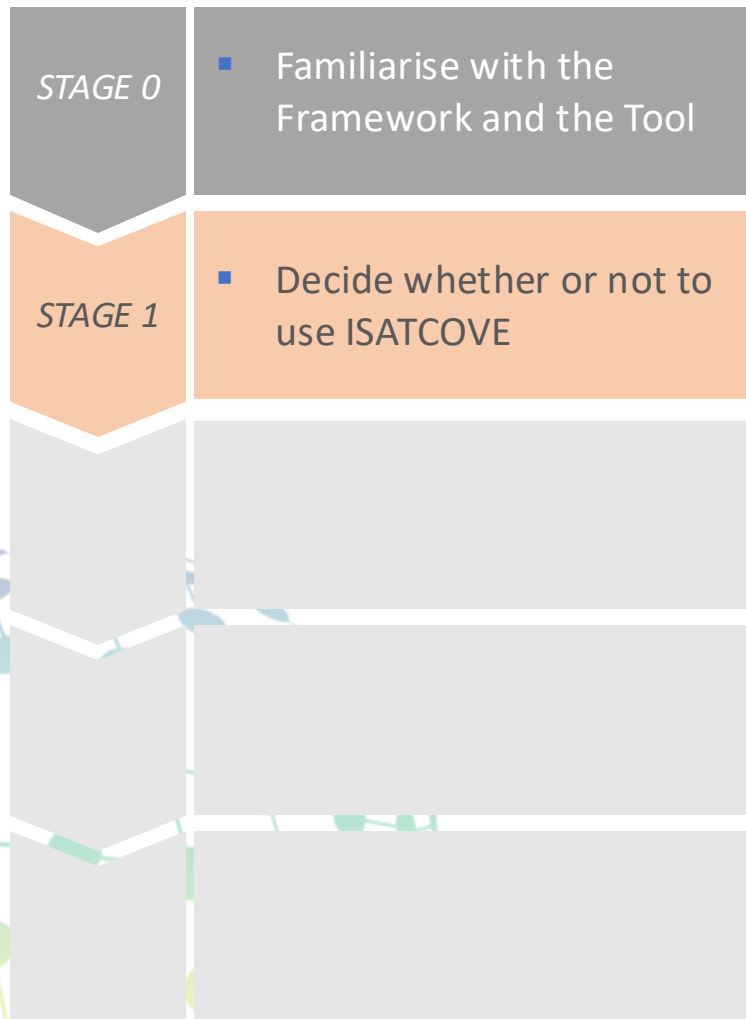 STAGE 0
▪ Familiarise with the
Framework and the Tool
STAGE 1
▪ Decide whether or not to
use ISATCOVE